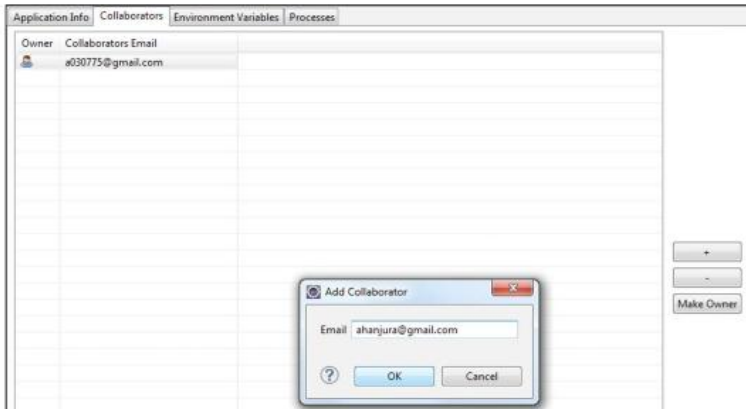 Application Info Collaborators Environment Variables Processes
Owner Collaborators Email
a030775@gmail.com
+
-
Make Owner
Add Collaborator
Email ahanjura@gmail.com
? OK Cancel